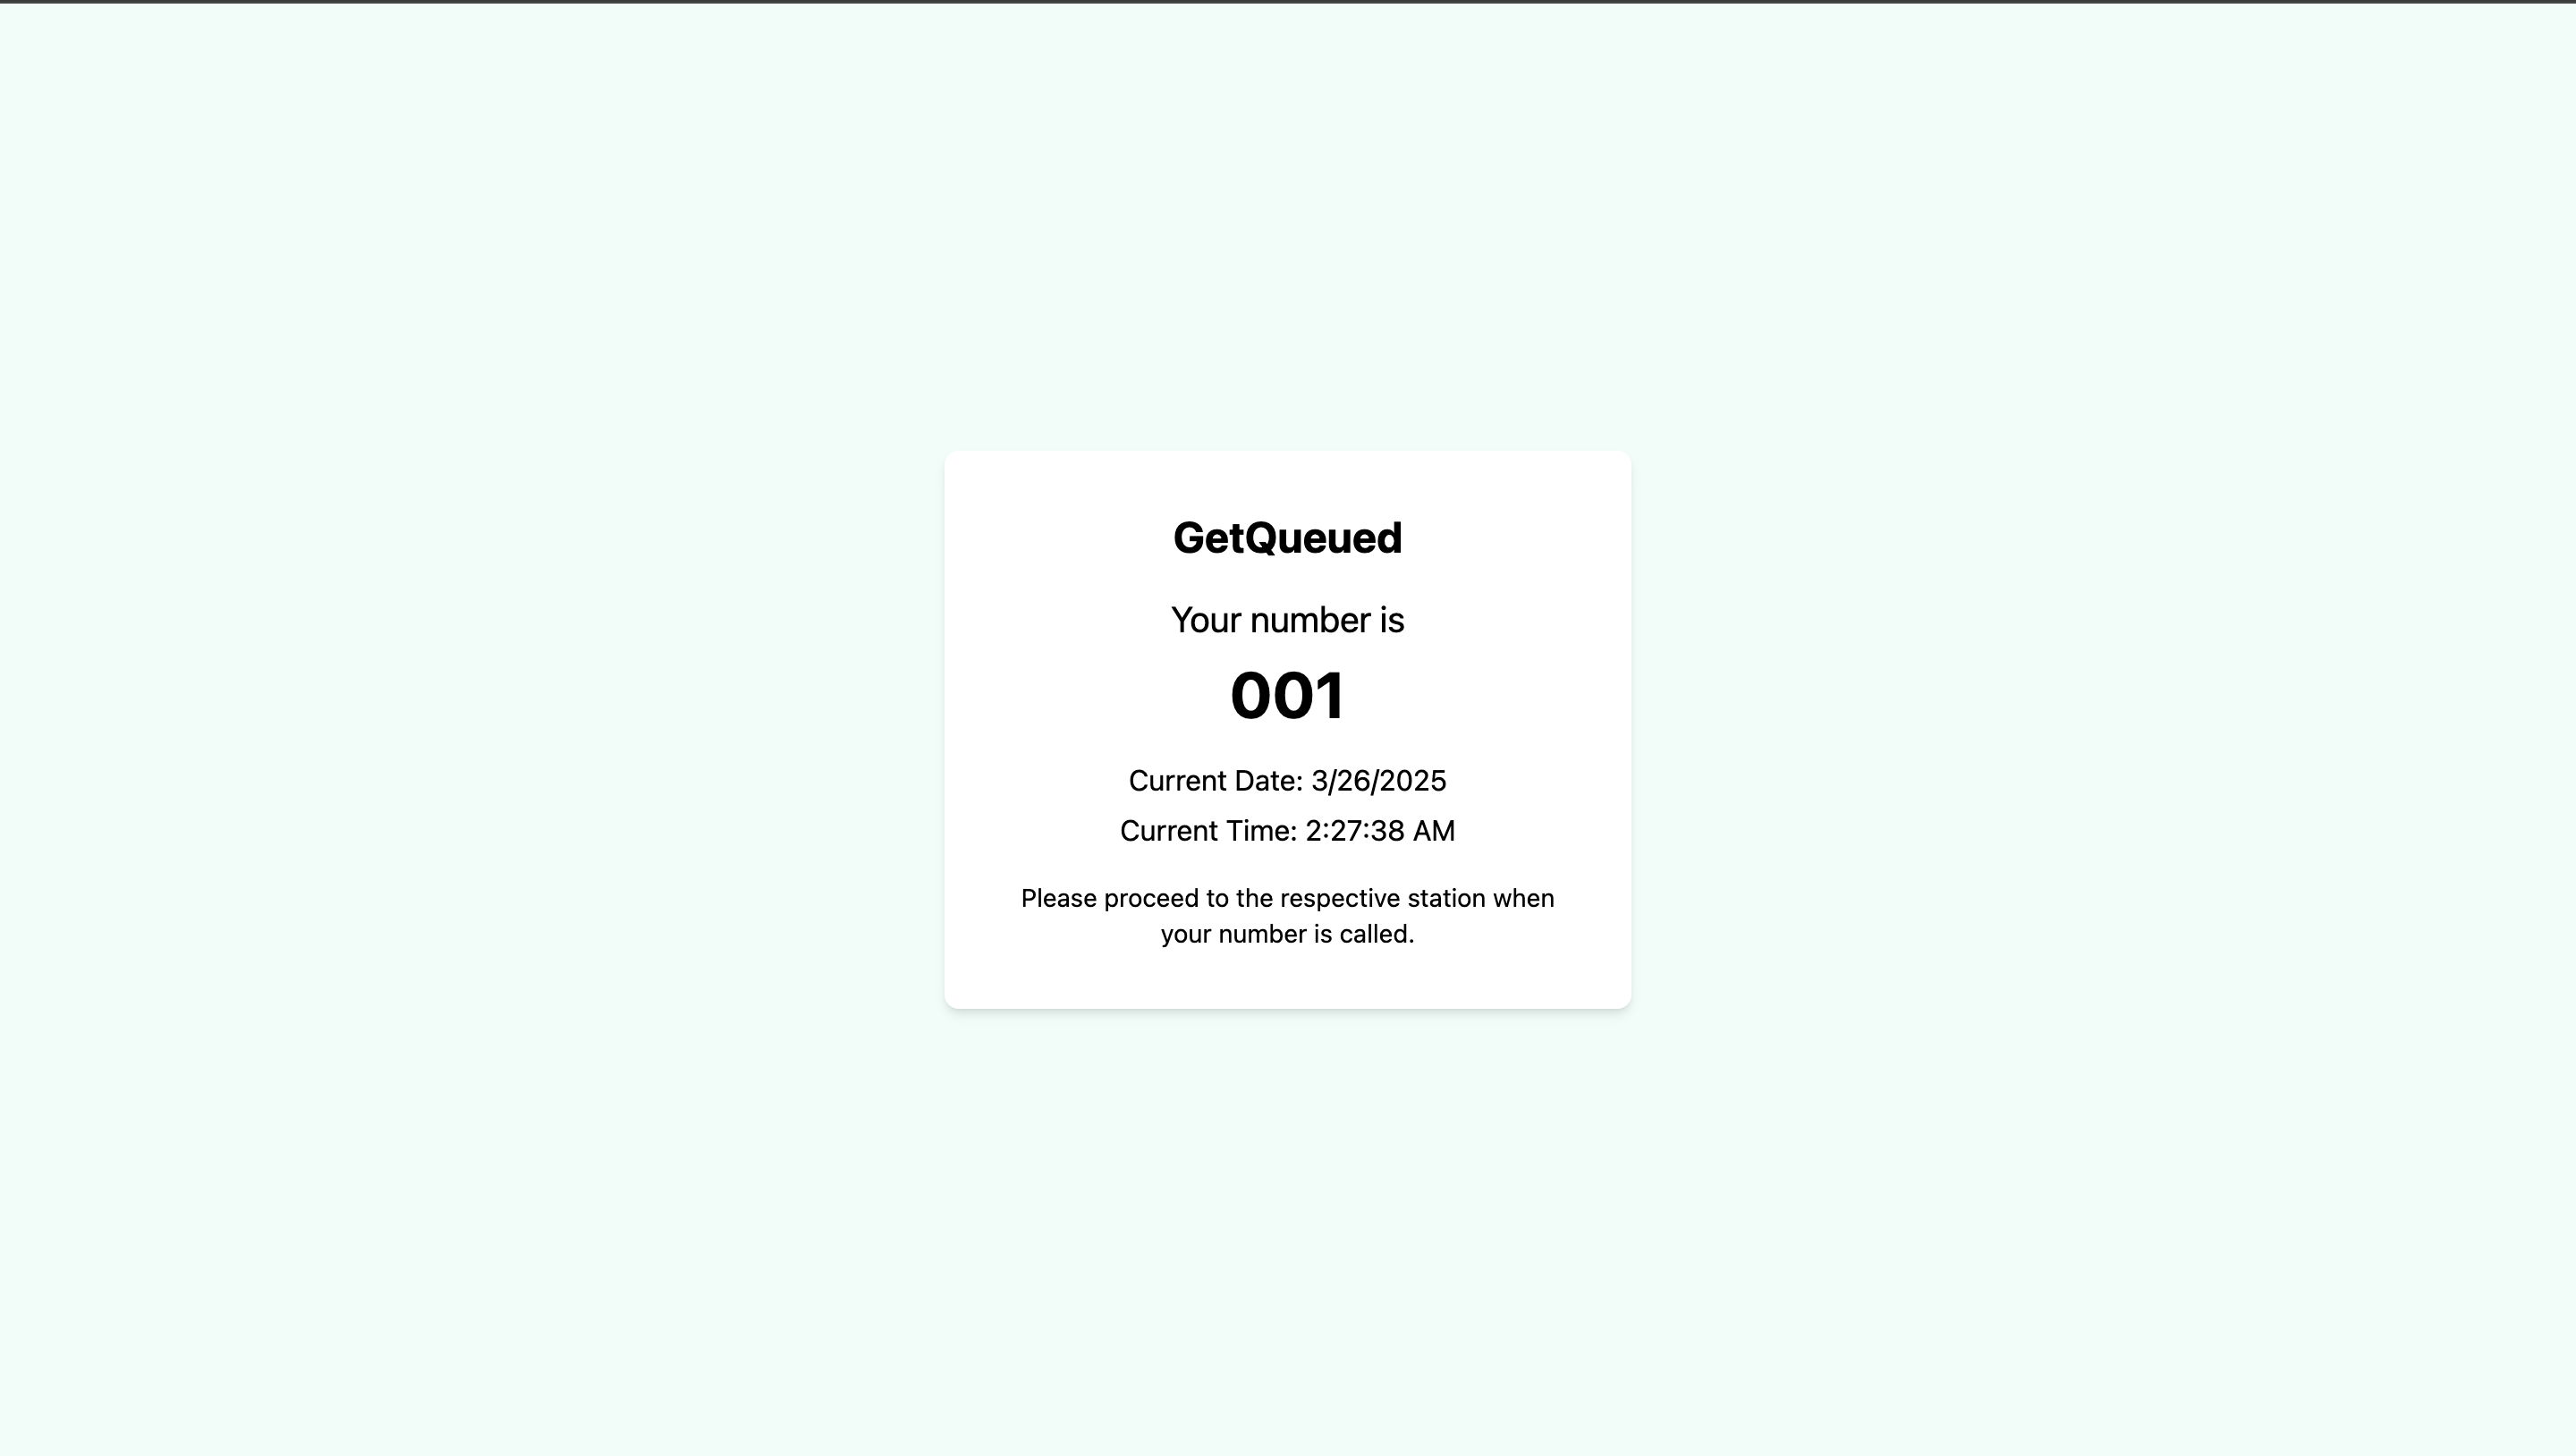 GetQueued
Your number is
001
Current Date: 3/26/2025
Current Time: 2:27:38 AM
Please proceed to the respective station when
your number is called.